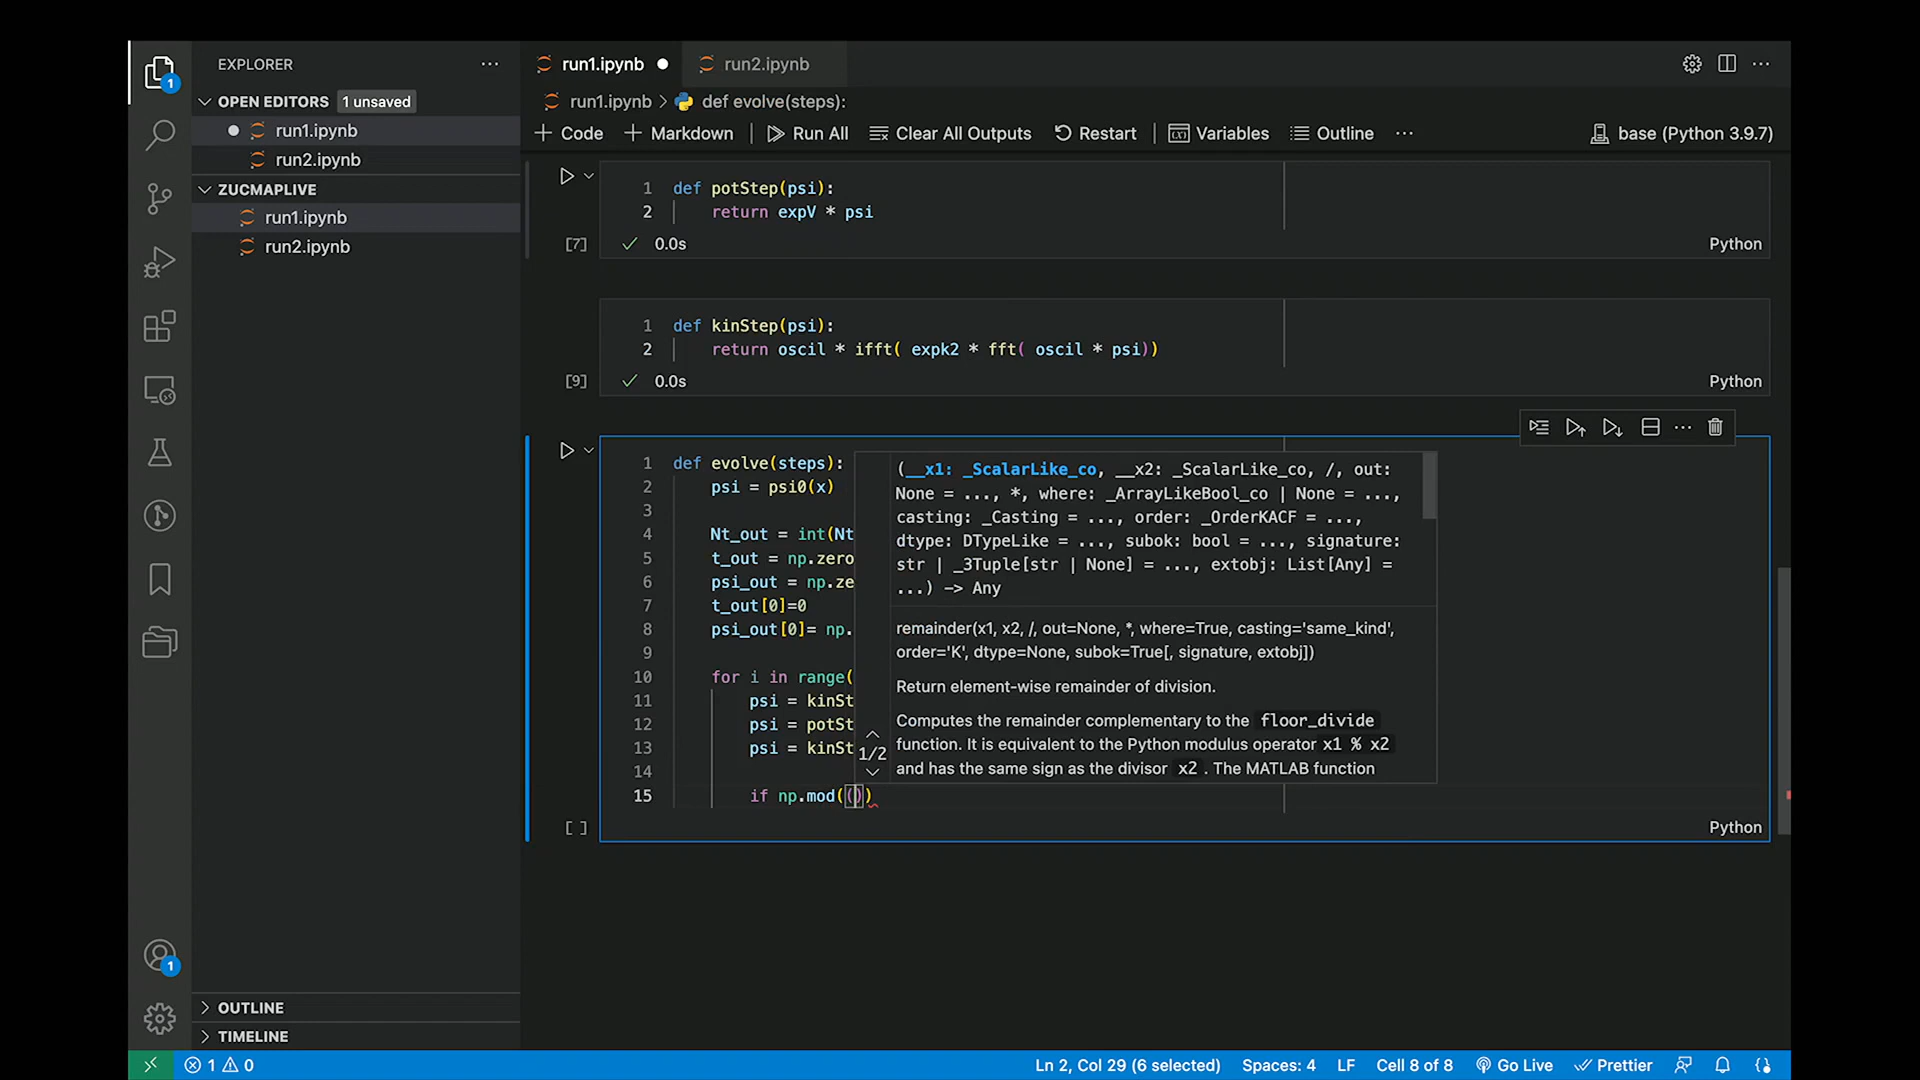 EXPLORER
run1.ipynb
run2.ipynb
OPEN EDITORS 1 unsaved
run1.ipynb > def evolve(steps):
run1.ipynb
run2.ipynb
Code Markdown Run All Clear All Outputs Restart Variables Outline base (Python 3.9.7)
ZUCMAPLIVE
run1.ipynb
run2.ipynb
1 def potStep(psi):
2 return expV * psi
[7] 0.0s Python
1 def kinStep(psi):
2 return oscil * ifft( expk2 * fft( oscil * psi))
[9] 0.0s Python
1 def evolve(steps):
2 psi = psi0(x)
3
4 Nt_out = int(Nt
5 t_out = np.zero
6 psi_out = np.ze
7 t_out[0]=0
8 psi_out[0]= np.
9
10 for i in range(
11 psi = kinSt
12 psi = potSt
13 psi = kinSt
14
15 if np.mod(())
(__x1: _ScalarLike_co, __x2: _ScalarLike_co, /, out:
None = ..., *, where: _ArrayLikeBool_co | None = ...,
casting: _Casting = ..., order: _OrderKACF = ...,
dtype: DTypeLike = ..., subok: bool = ..., signature:
str | _3Tuple[str | None] = ..., extobj: List[Any] =
...) -> Any
remainder(x1, x2, /, out=None, *, where=True, casting='same_kind',
order='K', dtype=None, subok=True[, signature, extobj])
Return element-wise remainder of division.
Computes the remainder complementary to the floor_divide
function. It is equivalent to the Python modulus operator x1 % x2
and has the same sign as the divisor x2 . The MATLAB function
1/2
[ ] Python
1
1
OUTLINE
TIMELINE
1 0 Ln 2, Col 29 (6 selected) Spaces: 4 LF Cell 8 of 8 Go Live Prettier